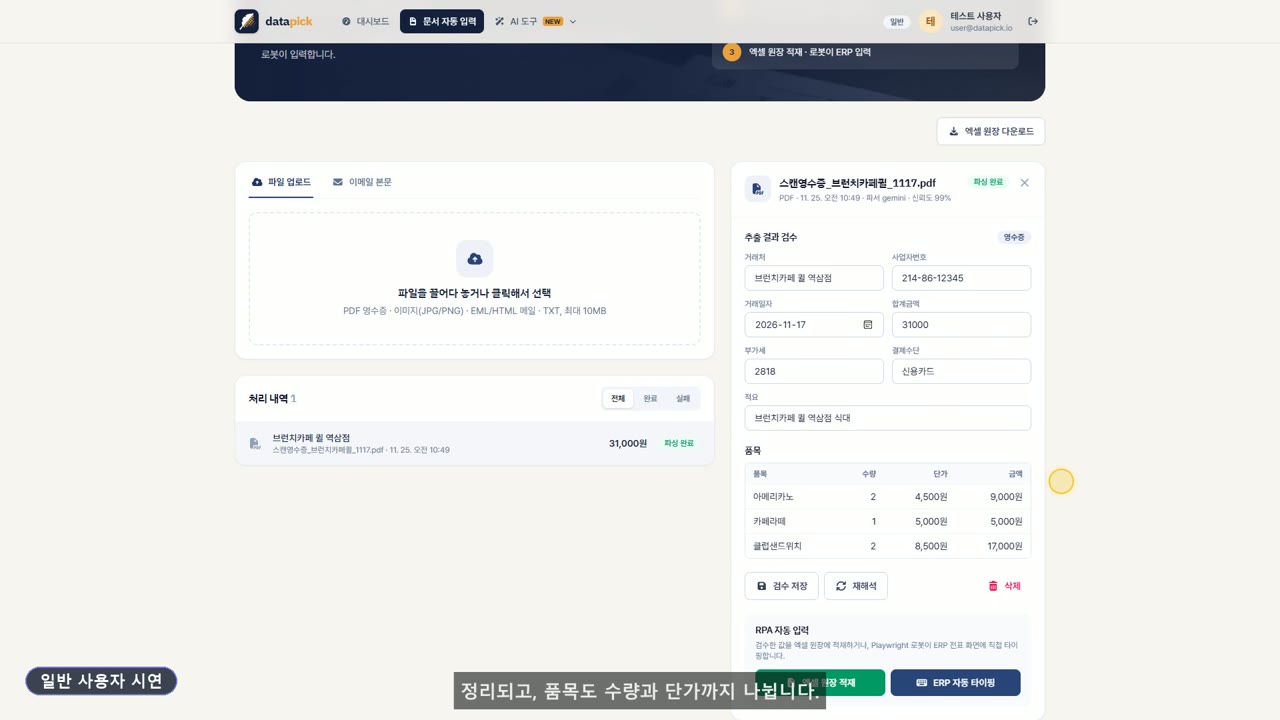 datapick
대시보드
문서 자동 입력
AI 도구 NEW
일반
테
테스트 사용자
user@datapick.io
로봇이 입력합니다.
3 엑셀 원장 적재 · 로봇이 ERP 입력
엑셀 원장 다운로드
파일 업로드
이메일 본문
파일을 끌어다 놓거나 클릭해서 선택
PDF 영수증 · 이미지(JPG/PNG) · EML/HTML 메일 · TXT, 최대 10MB
처리 내역 1
전체 완료 실패
브런치카페 퀼 역삼점
스캔영수증_브런치카페퀼_1117.pdf · 11. 25. 오전 10:49
31,000원
파싱 완료
스캔영수증_브런치카페퀼_1117.pdf
파싱 완료
PDF · 11. 25. 오전 10:49 · 파서 gemini · 신뢰도 99%
추출 결과 검수
영수증
거래처 사업자번호
브런치카페 퀼 역삼점 214-86-12345
거래일자 합계금액
2026-11-17 31000
부가세 결제수단
2818 신용카드
적요
브런치카페 퀼 역삼점 식대
품목
품목 수량 단가 금액
아메리카노 2 4,500원 9,000원
카페라떼 1 5,000원 5,000원
클럽샌드위치 2 8,500원 17,000원
검수 저장
재해석
삭제
RPA 자동 입력
검수한 값을 엑셀 원장에 적재하거나, Playwright 로봇이 ERP 전표 화면에 직접 타이
핑합니다.
엑셀 원장 적재
ERP 자동 타이핑
일반 사용자 시연
정리되고, 품목도 수량과 단가까지 나뉩니다.